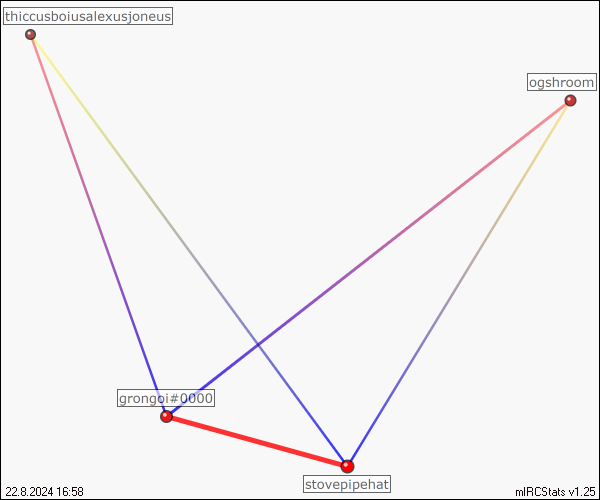 thiccusboiusalexusjoneus
ogshroom
grongoi#0000
stovepipehat
22.8.2024 16:58
mIRCStats v1.25